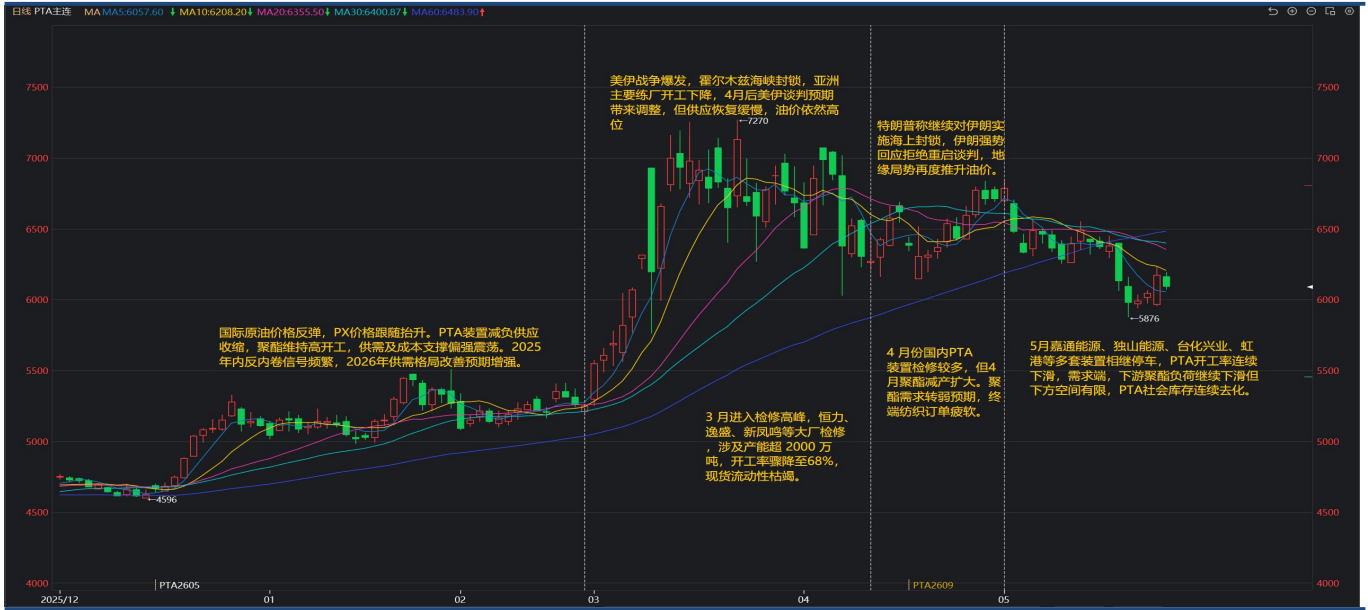 日线 PTA主连 MA MA5:6057.60 ↓ MA10:6208.20↓ MA20:6355.50↓ MA30:6400.87↓ MA60:6483.90↑
美伊战争爆发，霍尔木兹海峡封锁，亚洲
主要炼厂开工下降，4月后美伊谈判预期
带来调整，但供应恢复缓慢，油价依然高
位
←7270
特朗普称继续对伊朗实
施海上封锁，伊朗强势
回应拒绝重启谈判，地
缘局势再度推升油价。
国际原油价格反弹，PX价格跟随抬升。PTA装置减负供应
收缩，聚酯维持高开工，供需及成本支撑偏强震荡。2025
年内反内卷信号频繁，2026年供需格局改善预期增强。
3 月进入检修高峰，恒力、
逸盛、新凤鸣等大厂检修
，涉及产能超 2000 万
吨，开工率骤降至68%，
现货流动性枯竭。
4 月份国内PTA
装置检修较多，但4
月聚酯减产扩大。聚
酯需求转弱预期，终
端纺织订单疲软。
←5876
5月嘉通能源、独山能源、台化兴业、虹
港等多套装置相继停车，PTA开工率连续
下滑，需求端，下游聚酯负荷继续下滑但
下方空间有限，PTA社会库存连续去化。
←4596
7500
7000
6500
6000
5500
5000
4500
4000
7500
7000
6500
6000
5500
5000
4500
4000
PTA2605
PTA2609
2025/12
01
02
03
04
05